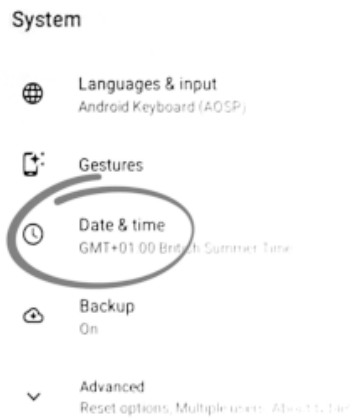 System
Languages & input
Android Keyboard (AOSP)
Gestures
Date & time
GMT+01:00 British Summer Time
Backup
On
Advanced
Reset options, Multiple users, About